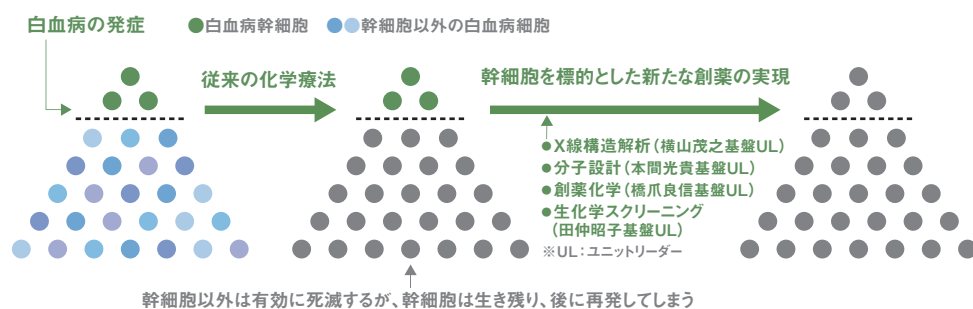 白血病の発症
●白血病幹細胞 ●●幹細胞以外の白血病細胞
従来の化学療法
幹細胞を標的とした新たな創薬の実現
●X線構造解析（横山茂之基盤UL）
●分子設計（本間光貴基盤UL）
●創薬化学（橋爪良信基盤UL）
●生化学スクリーニング
（田仲昭子基盤UL）
※UL：ユニットリーダー
幹細胞以外は有効に死滅するが、幹細胞は生き残り、後に再発してしまう